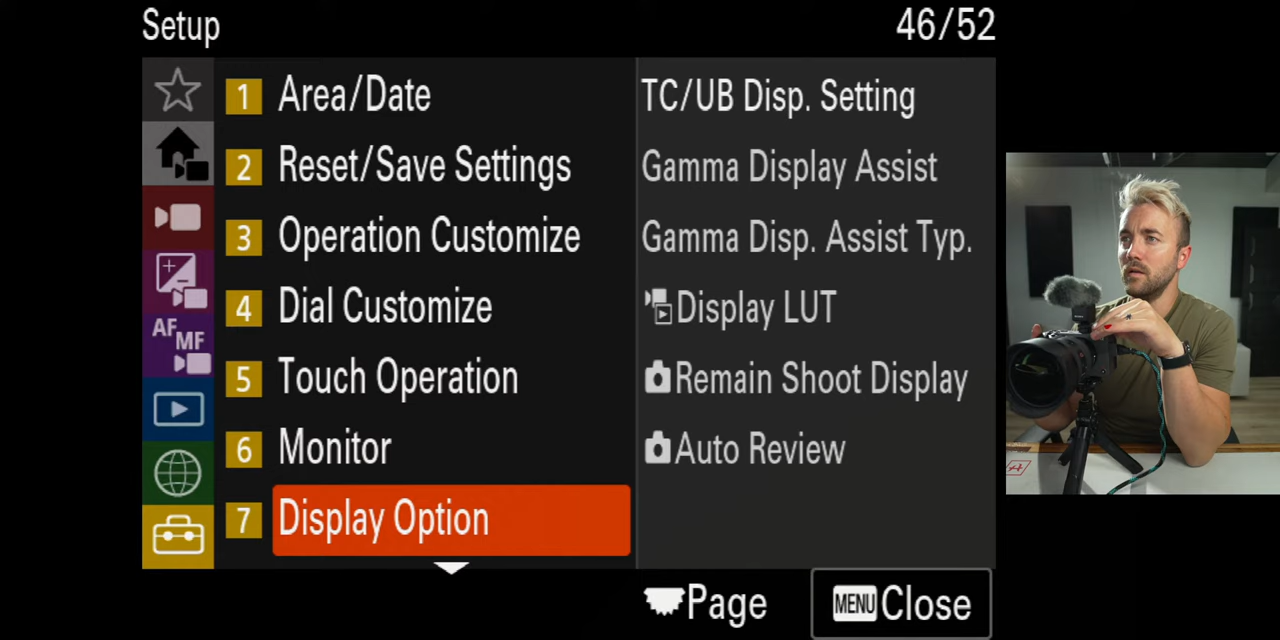 Setup
46/52
1 Area/Date
2 Reset/Save Settings
3 Operation Customize
4 Dial Customize
5 Touch Operation
6 Monitor
7 Display Option
AF
MF
TC/UB Disp. Setting
Gamma Display Assist
Gamma Disp. Assist Typ.
Display LUT
Remain Shoot Display
Auto Review
Page
MENU Close